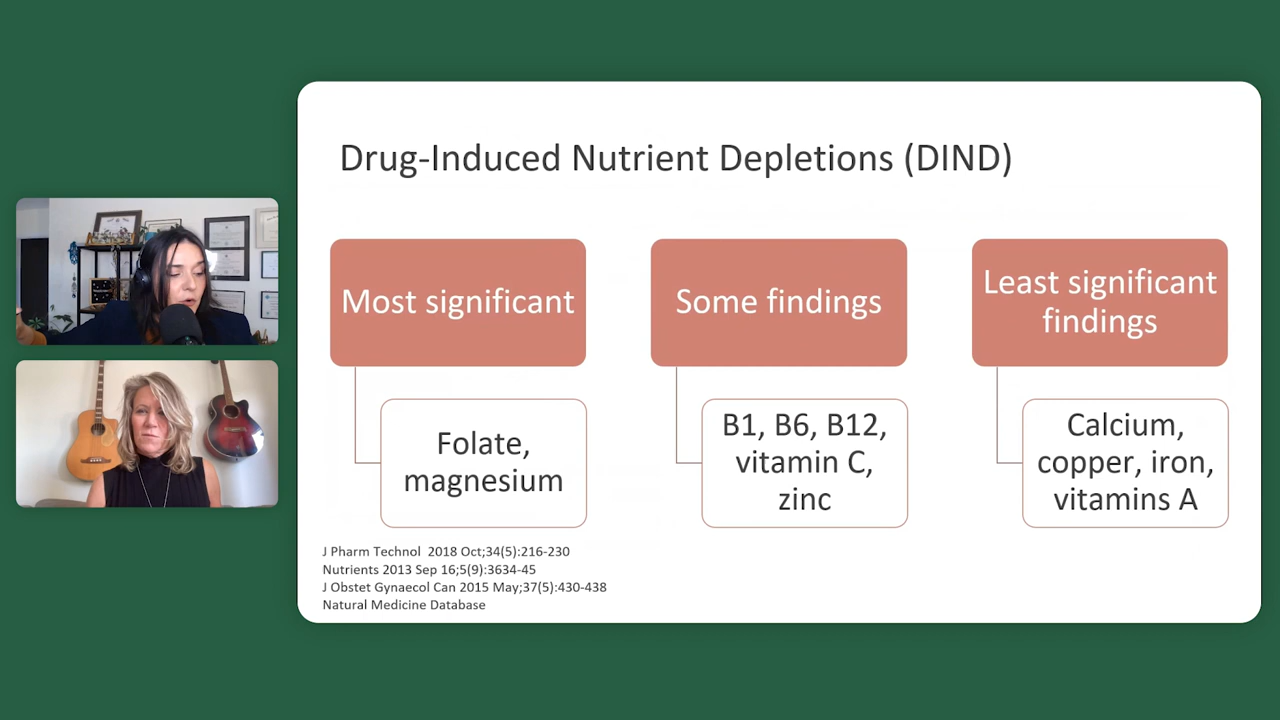 Drug-Induced Nutrient Depletions (DIND)
Most significant
Folate,
magnesium
Some findings
B1, B6, B12,
vitamin C,
zinc
Least significant
findings
Calcium,
copper, iron,
vitamins A
J Pharm Technol  2018 Oct;34(5):216-230
Nutrients 2013 Sep 16;5(9):3634-45
J Obstet Gynaecol Can 2015 May;37(5):430-438
Natural Medicine Database